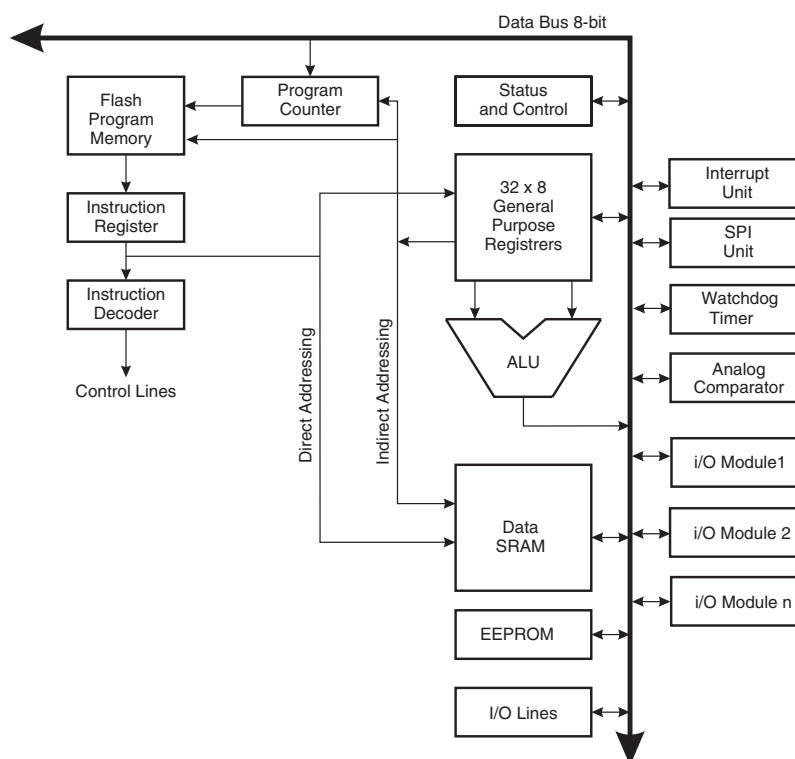 Data Bus 8-bit
Flash
Program
Memory
Program
Counter
Status
and Control
Instruction
Register
32 x 8
General
Purpose
Registrers
Interrupt
Unit
SPI
Unit
Instruction
Decoder
Watchdog
Timer
ALU
Analog
Comparator
Control Lines
Direct Addressing
Indirect Addressing
i/O Module1
Data
SRAM
i/O Module 2
i/O Module n
EEPROM
I/O Lines